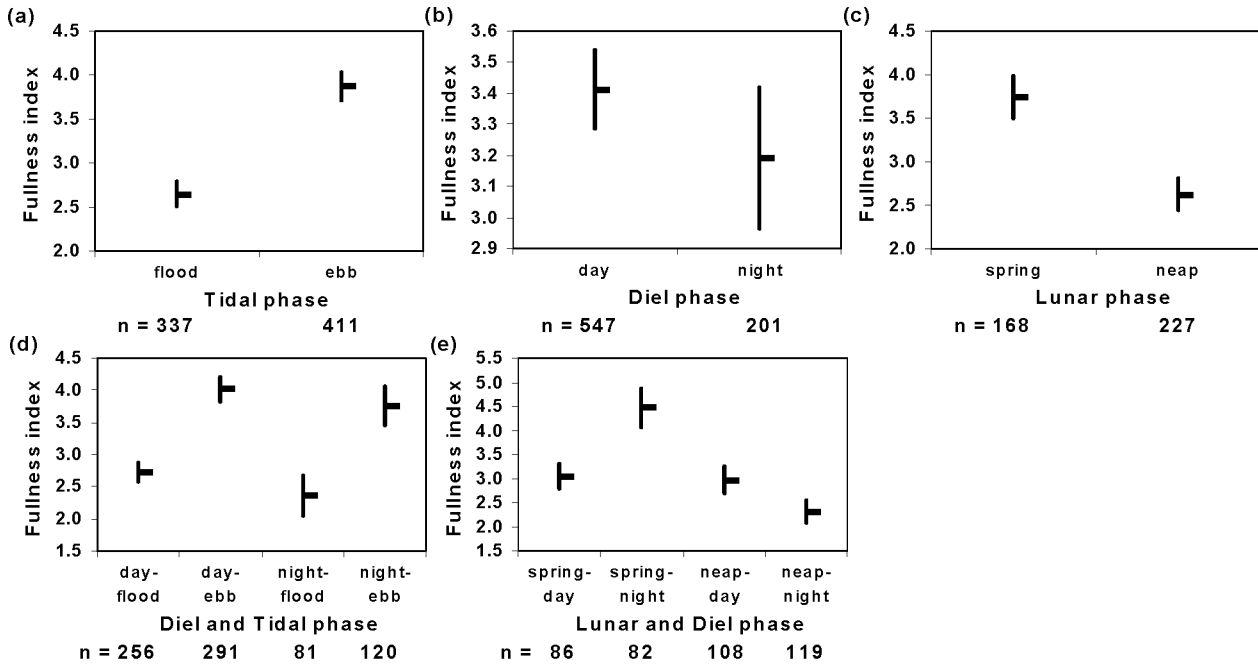 (a)
4.5
4.0
3.5
3.0
2.5
2.0
Fullness index
flood ebb
Tidal phase
n = 337 411
(b)
3.6
3.5
3.4
3.3
3.2
3.1
3.0
2.9
Fullness index
day night
Diel phase
n = 547 201
(c)
4.5
4.0
3.5
3.0
2.5
2.0
Fullness index
spring neap
Lunar phase
n = 168 227
(d)
4.5
4.0
3.5
3.0
2.5
2.0
1.5
Fullness index
day- day- night- night-
flood ebb flood ebb
Diel and Tidal phase
n = 256 291 81 120
(e)
5.5
5.0
4.5
4.0
3.5
3.0
2.5
2.0
1.5
Fullness index
spring- spring- neap- neap-
day night day night
Lunar and Diel phase
n = 86 82 108 119